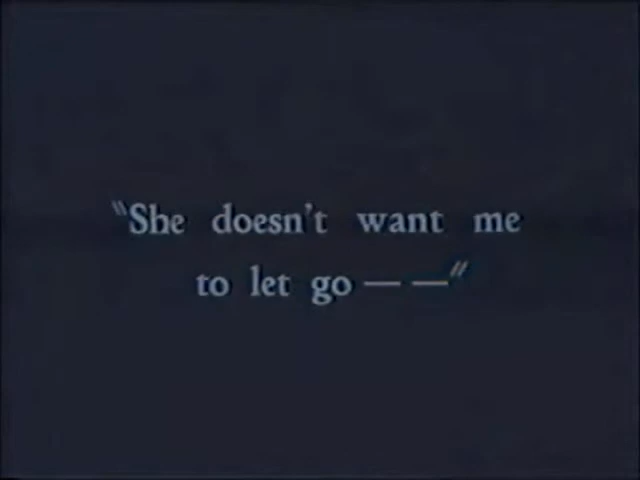 "She doesn't want me
to let go — —"